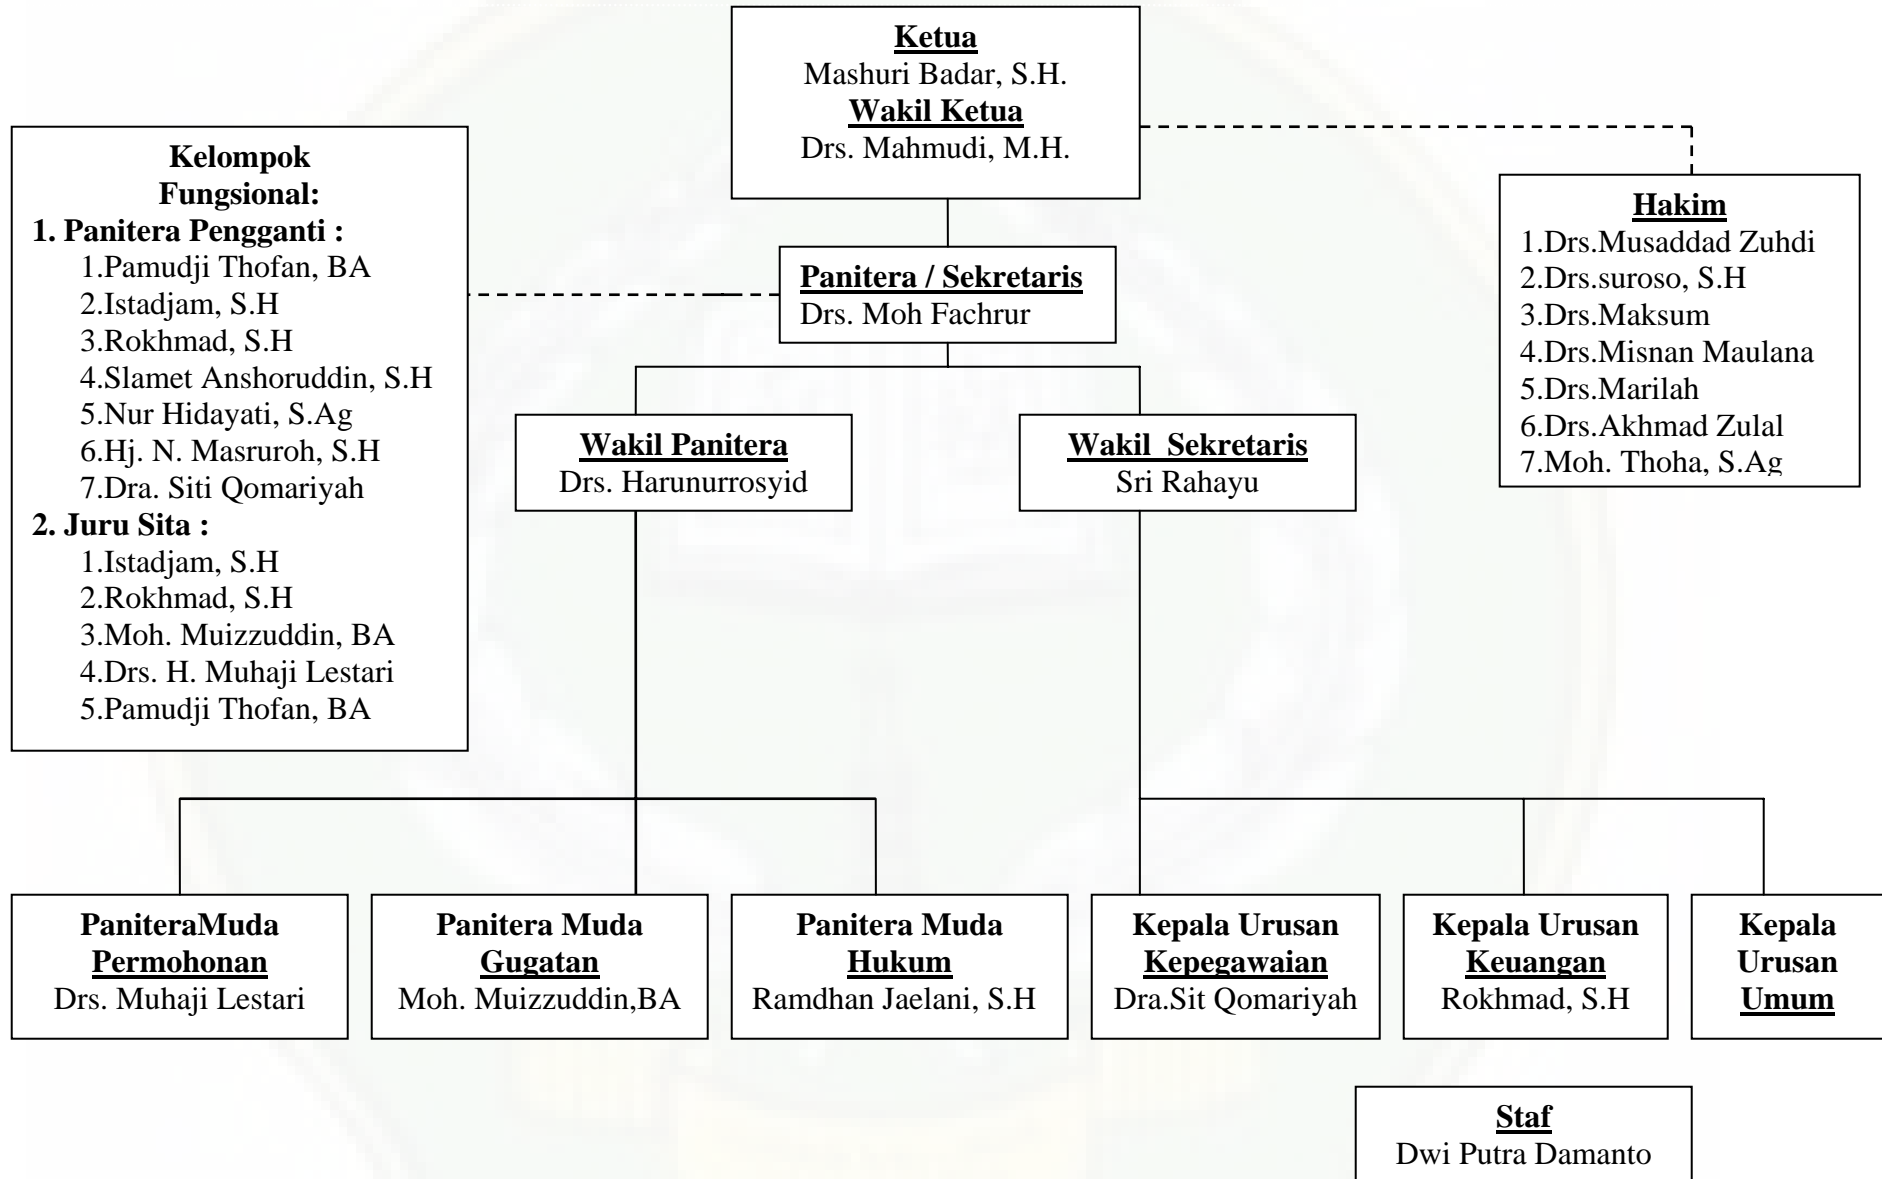 Ketua
Mashuri Badar, S.H.
Wakil Ketua
Drs. Mahmudi, M.H.
Kelompok
Fungsional:
1. Panitera Pengganti :
1.Pamudji Thofan, BA
2.Istadjam, S.H
3.Rokhmad, S.H
4.Slamet Anshoruddin, S.H
5.Nur Hidayati, S.Ag
6.Hj. N. Masruroh, S.H
7.Dra. Siti Qomariyah
2. Juru Sita :
1.Istadjam, S.H
2.Rokhmad, S.H
3.Moh. Muizzuddin, BA
4.Drs. H. Muhaji Lestari
5.Pamudji Thofan, BA
Hakim
1.Drs.Musaddad Zuhdi
2.Drs.suroso, S.H
3.Drs.Maksum
4.Drs.Misnan Maulana
5.Drs.Marilah
6.Drs.Akhmad Zulal
7.Moh. Thoha, S.Ag
Panitera / Sekretaris
Drs. Moh Fachrur
Wakil Panitera
Drs. Harunurrosyid
Wakil  Sekretaris
Sri Rahayu
PaniteraMuda
Permohonan
Drs. Muhaji Lestari
Panitera Muda
Gugatan
Moh. Muizzuddin,BA
Panitera Muda
Hukum
Ramdhan Jaelani, S.H
Kepala Urusan
Kepegawaian
Dra.Sit Qomariyah
Kepala Urusan
Keuangan
Rokhmad, S.H
Kepala
Urusan
Umum
Staf
Dwi Putra Damanto